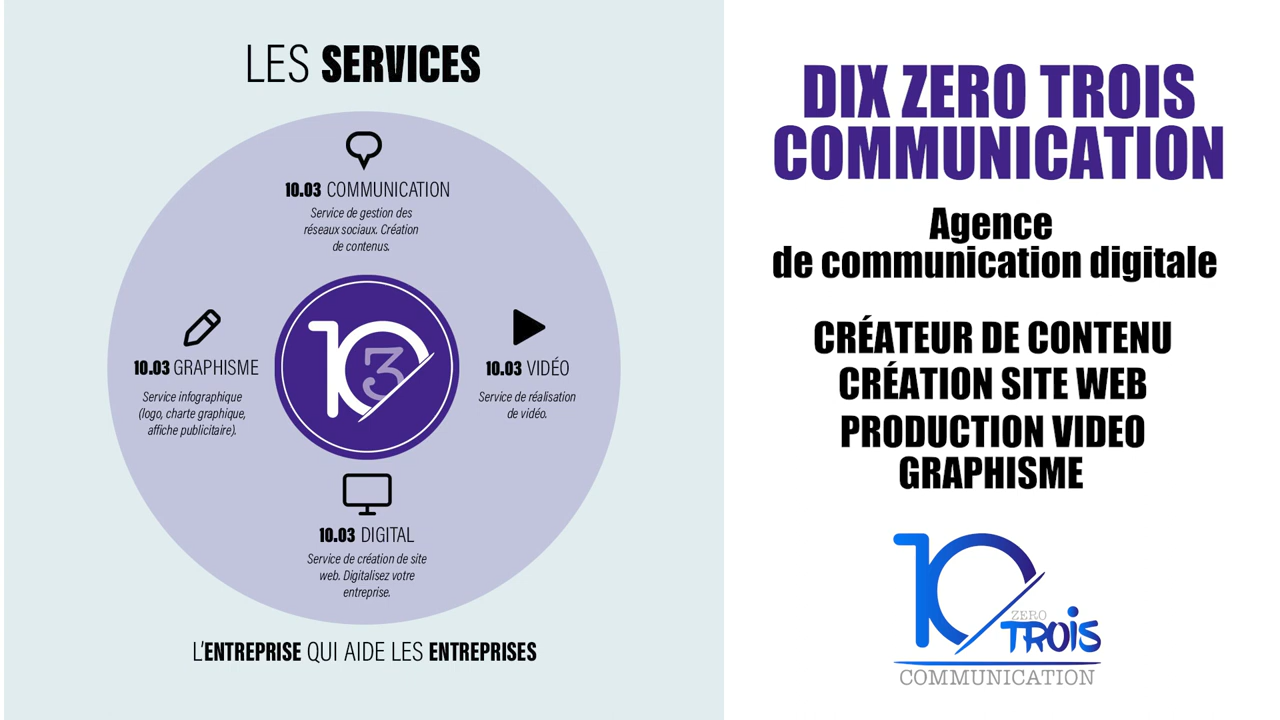 LES SERVICES
10.03 COMMUNICATION
Service de gestion des
réseaux sociaux. Création
de contenus.
10.03 GRAPHISME
Service infographique
(logo, charte graphique,
affiche publicitaire).
10 3
10.03 VIDÉO
Service de réalisation
de vidéo.
10.03 DIGITAL
Service de création de site
web. Digitalisez votre
entreprise.
L'ENTREPRISE QUI AIDE LES ENTREPRISES
DIX ZERO TROIS
COMMUNICATION
Agence
de communication digitale
CRÉATEUR DE CONTENU
CRÉATION SITE WEB
PRODUCTION VIDEO
GRAPHISME
10
ZERO
TROIS
COMMUNICATION